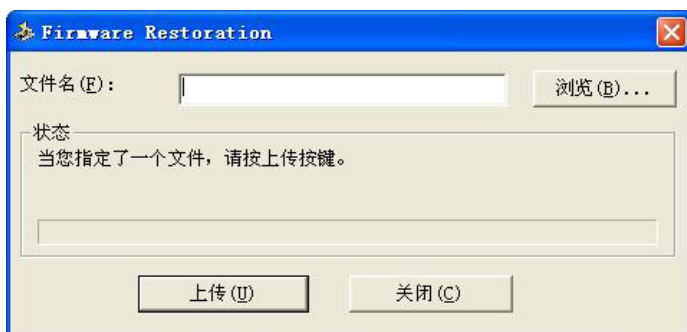 Firmware Restoration
文件名(F): 浏览(B)...
状态
当您指定了一个文件，请按上传按键。
上传(U) 关闭(C)